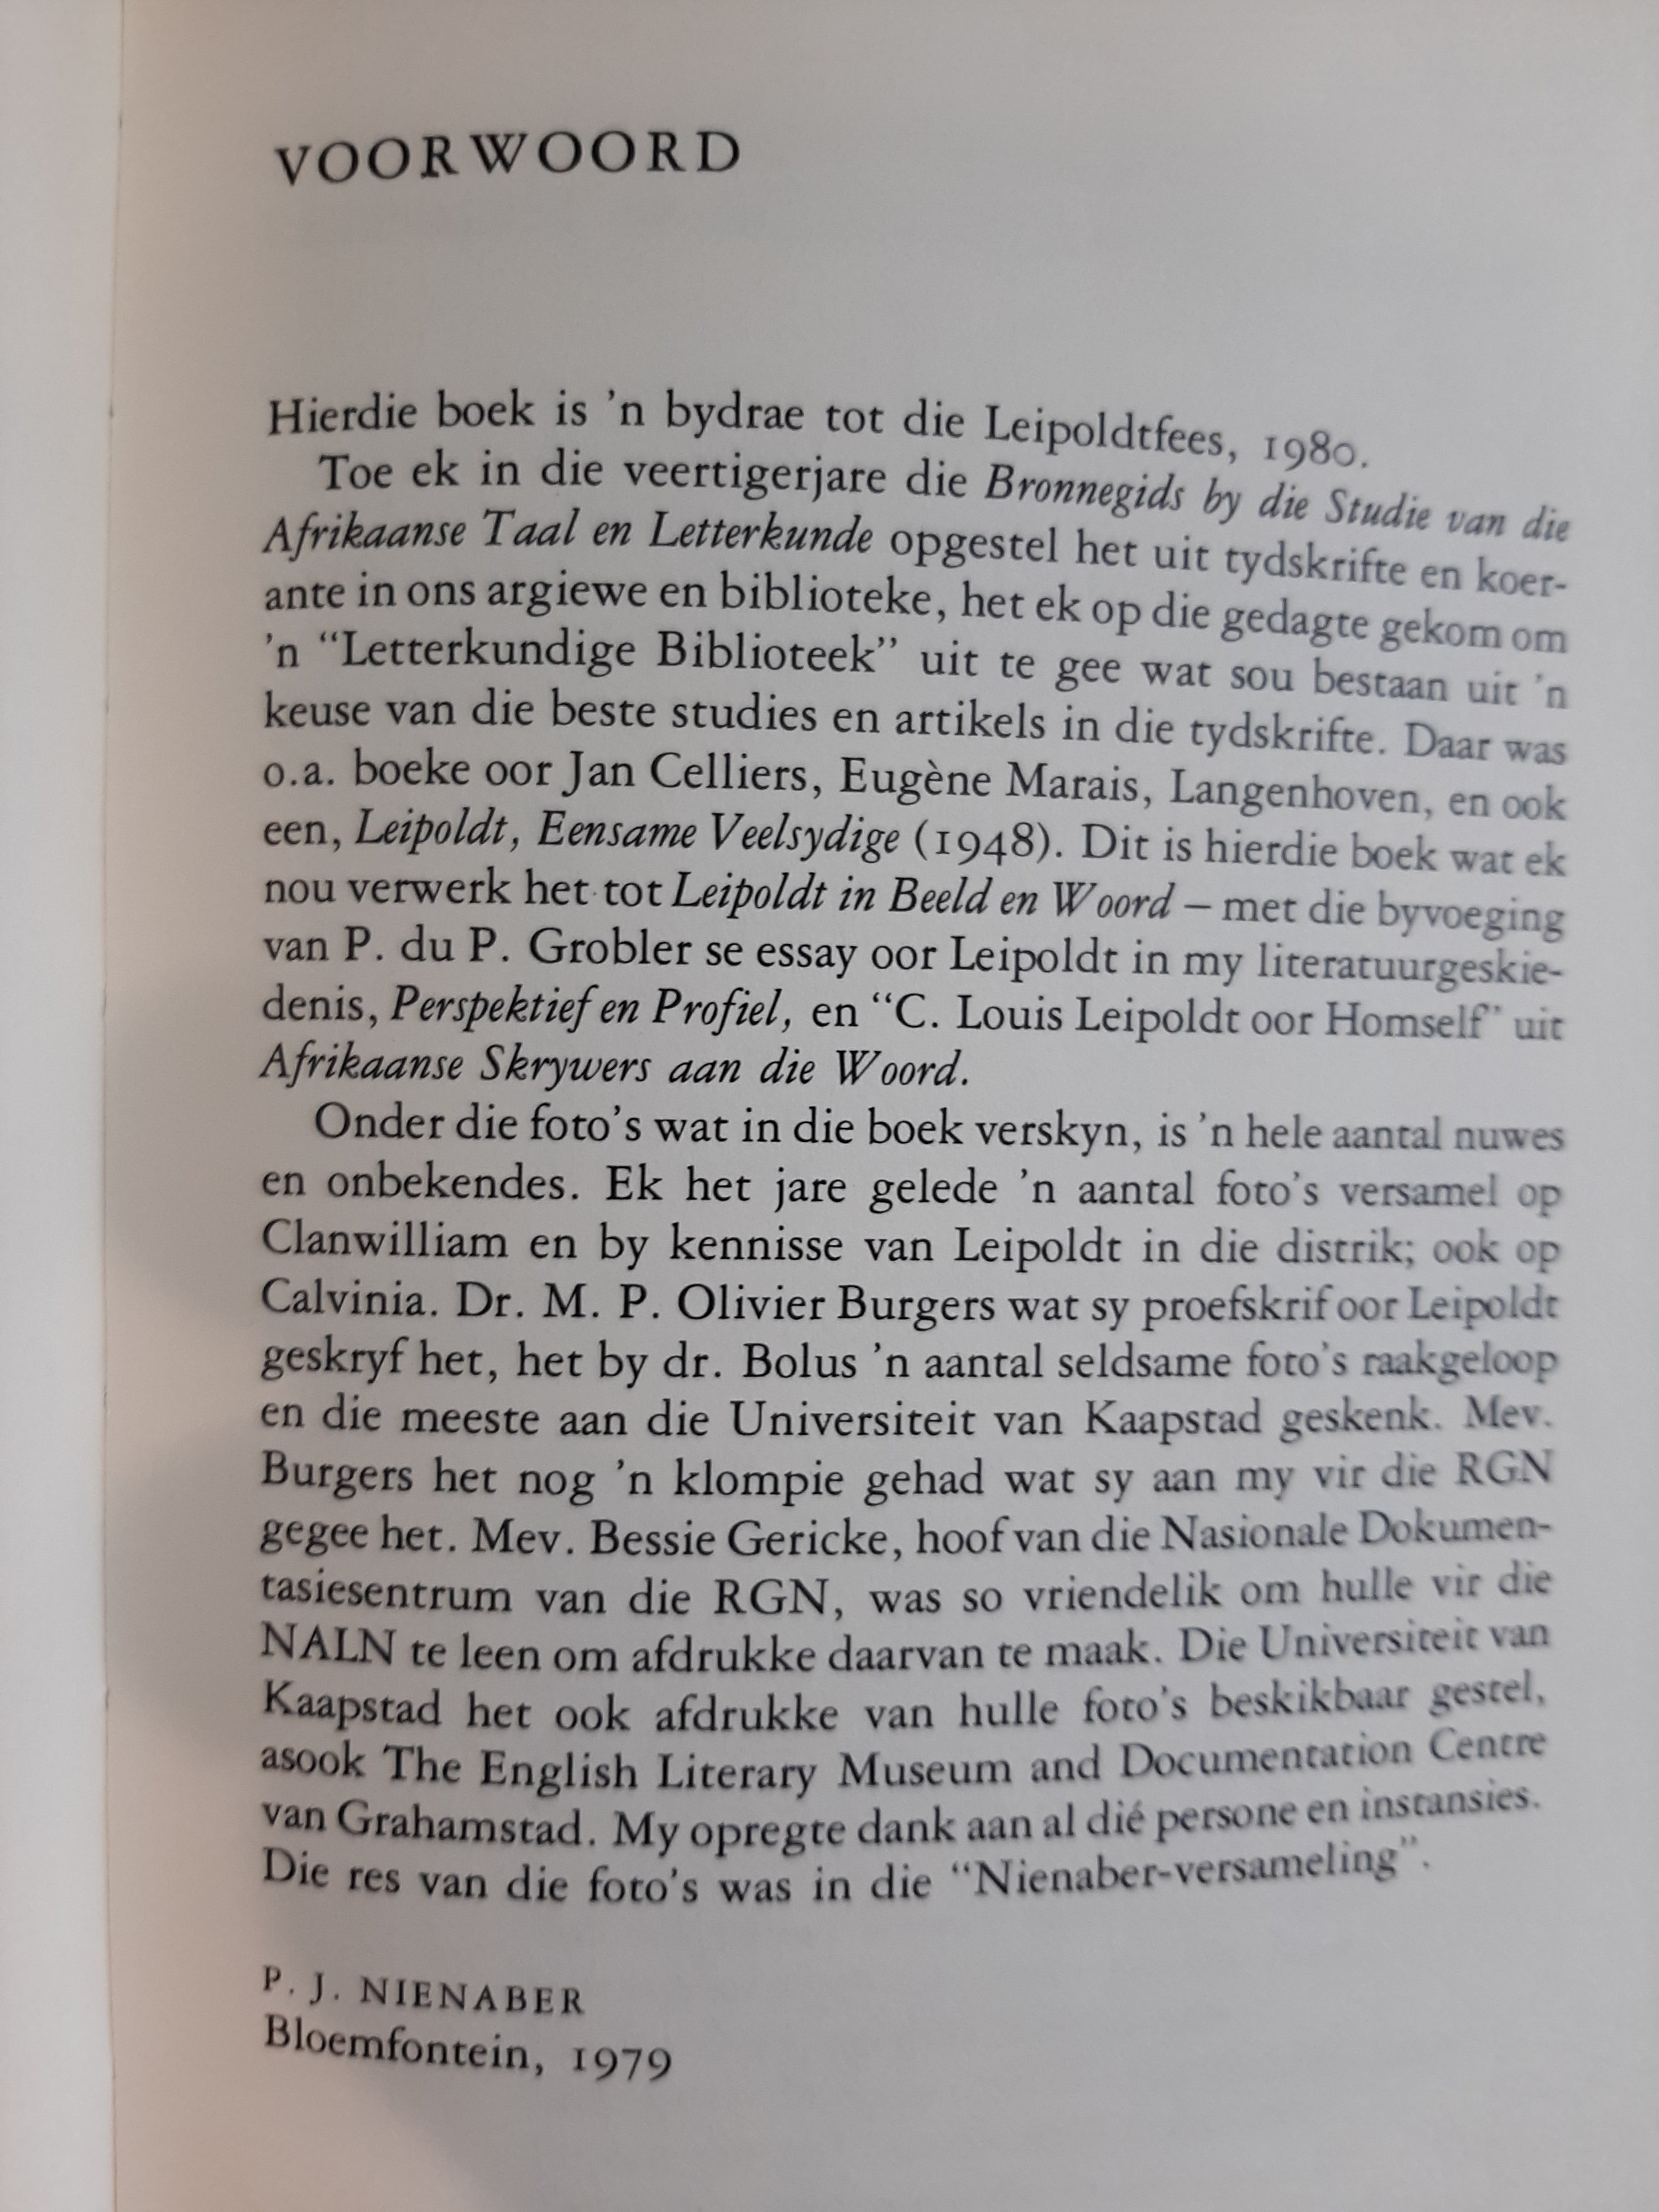 VOORWOORD
Hierdie boek is 'n bydrae tot die Leipoldtfees, 1980.
Toe ek in die veertigerjare die Bronnegids by die Studie van die
Afrikaanse Taal en Letterkunde opgestel het uit tydskrifte en koer-
ante in ons argiewe en biblioteke, het ek op die gedagte gekom om
'n “Letterkundige Biblioteek” uit te gee wat sou bestaan uit 'n
keuse van die beste studies en artikels in die tydskrifte. Daar was
o.a. boeke oor Jan Celliers, Eugène Marais, Langenhoven, en ook
een, Leipoldt, Eensame Veelsydige (1948). Dit is hierdie boek wat ek
nou verwerk het tot Leipoldt in Beeld en Woord – met die byvoeging
van P. du P. Grobler se essay oor Leipoldt in my literatuurgeskie-
denis, Perspektief en Profiel, en “C. Louis Leipoldt oor Homself” uit
Afrikaanse Skrywers aan die Woord.
Onder die foto's wat in die boek verskyn, is 'n hele aantal nuwes
en onbekendes. Ek het jare gelede 'n aantal foto's versamel op
Clanwilliam en by kennisse van Leipoldt in die distrik; ook op
Calvinia. Dr. M. P. Olivier Burgers wat sy proefskrif oor Leipoldt
geskryf het, het by dr. Bolus 'n aantal seldsame foto's raakgeloop
en die meeste aan die Universiteit van Kaapstad geskenk. Mev.
Burgers het nog 'n klompie gehad wat sy aan my vir die RGN
gegee het. Mev. Bessie Gericke, hoof van die Nasionale Dokumen-
tasiesentrum van die RGN, was so vriendelik om hulle vir die
NALN te leen om afdrukke daarvan te maak. Die Universiteit van
Kaapstad het ook afdrukke van hulle foto's beskikbaar gestel,
asook The English Literary Museum and Documentation Centre
van Grahamstad. My opregte dank aan al dié persone en instansies.
Die res van die foto's was in die “Nienaber-versameling”.
P. J. NIENABER
Bloemfontein, 1979